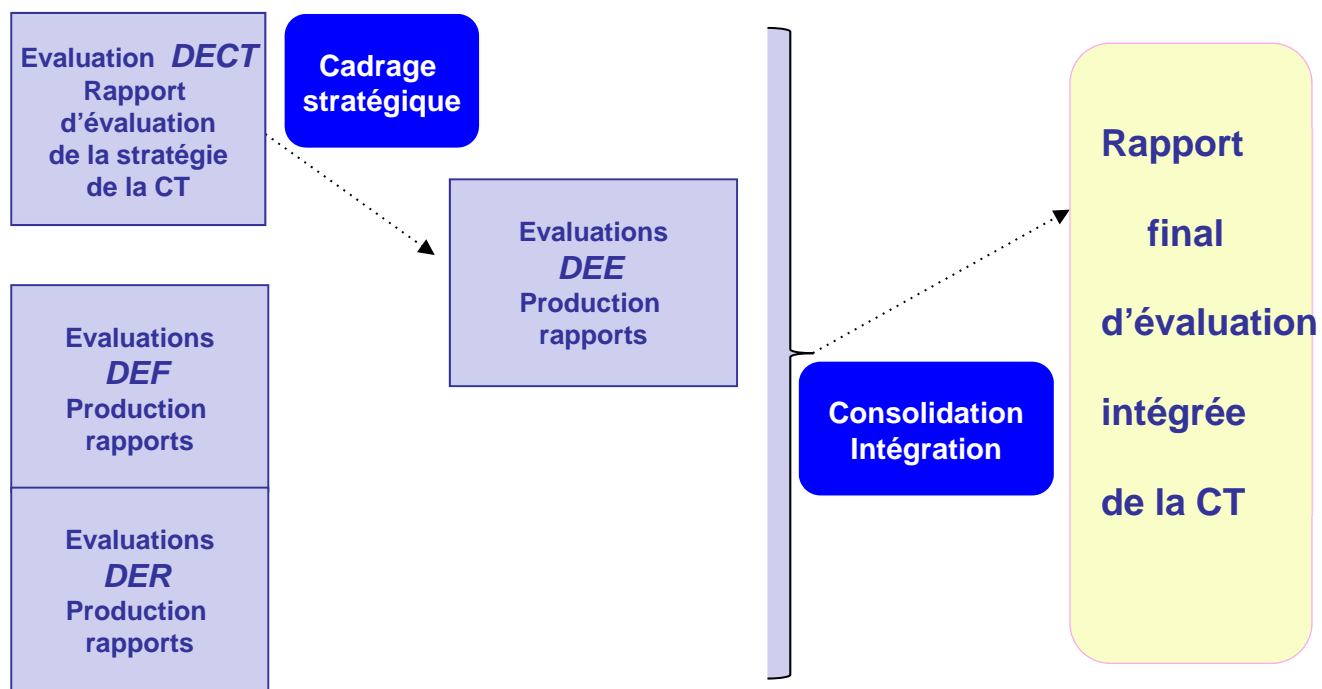 Evaluation DECT
Rapport
d’évaluation
de la stratégie
de la CT
Cadrage
stratégique
Evaluations
DEE
Production
rapports
Evaluations
DEF
Production
rapports
Evaluations
DER
Production
rapports
Consolidation
Intégration
Rapport
final
d’évaluation
intégrée
de la CT